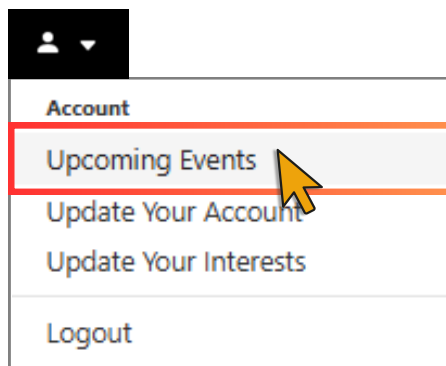 Account
Upcoming Events
Update Your Account
Update Your Interests
Logout